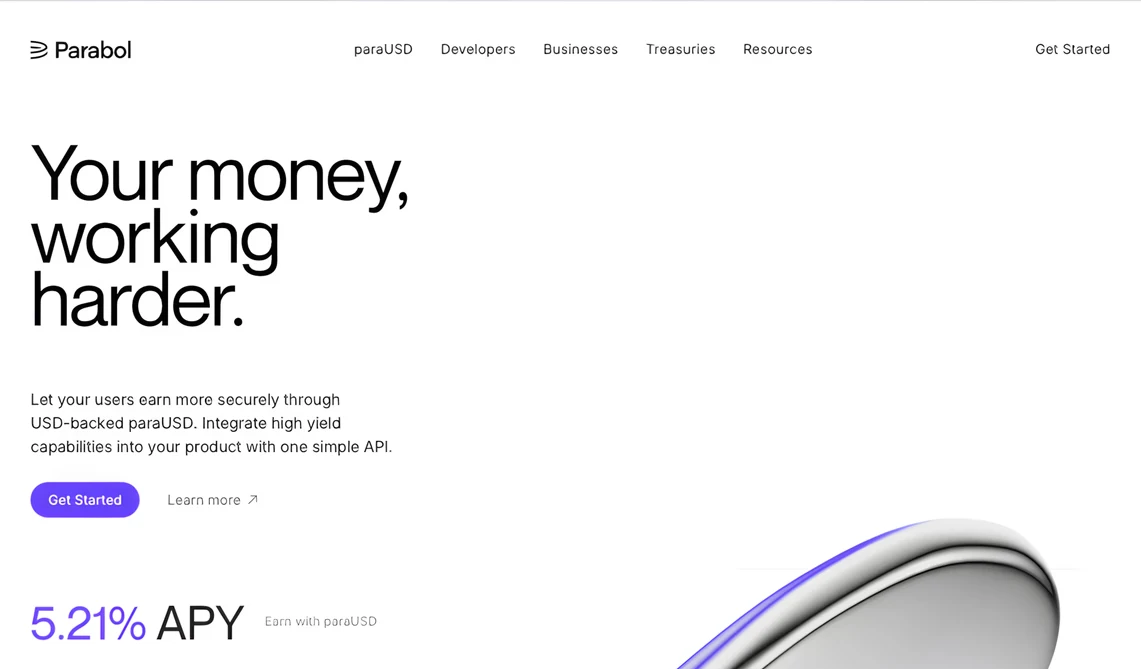 Parabol
paraUSD
Developers
Businesses
Treasuries
Resources
Get Started
Your money,
working
harder.
Let your users earn more securely through
USD-backed paraUSD. Integrate high yield
capabilities into your product with one simple API.
Get Started
Learn more ↗
5.21% APY
Earn with paraUSD